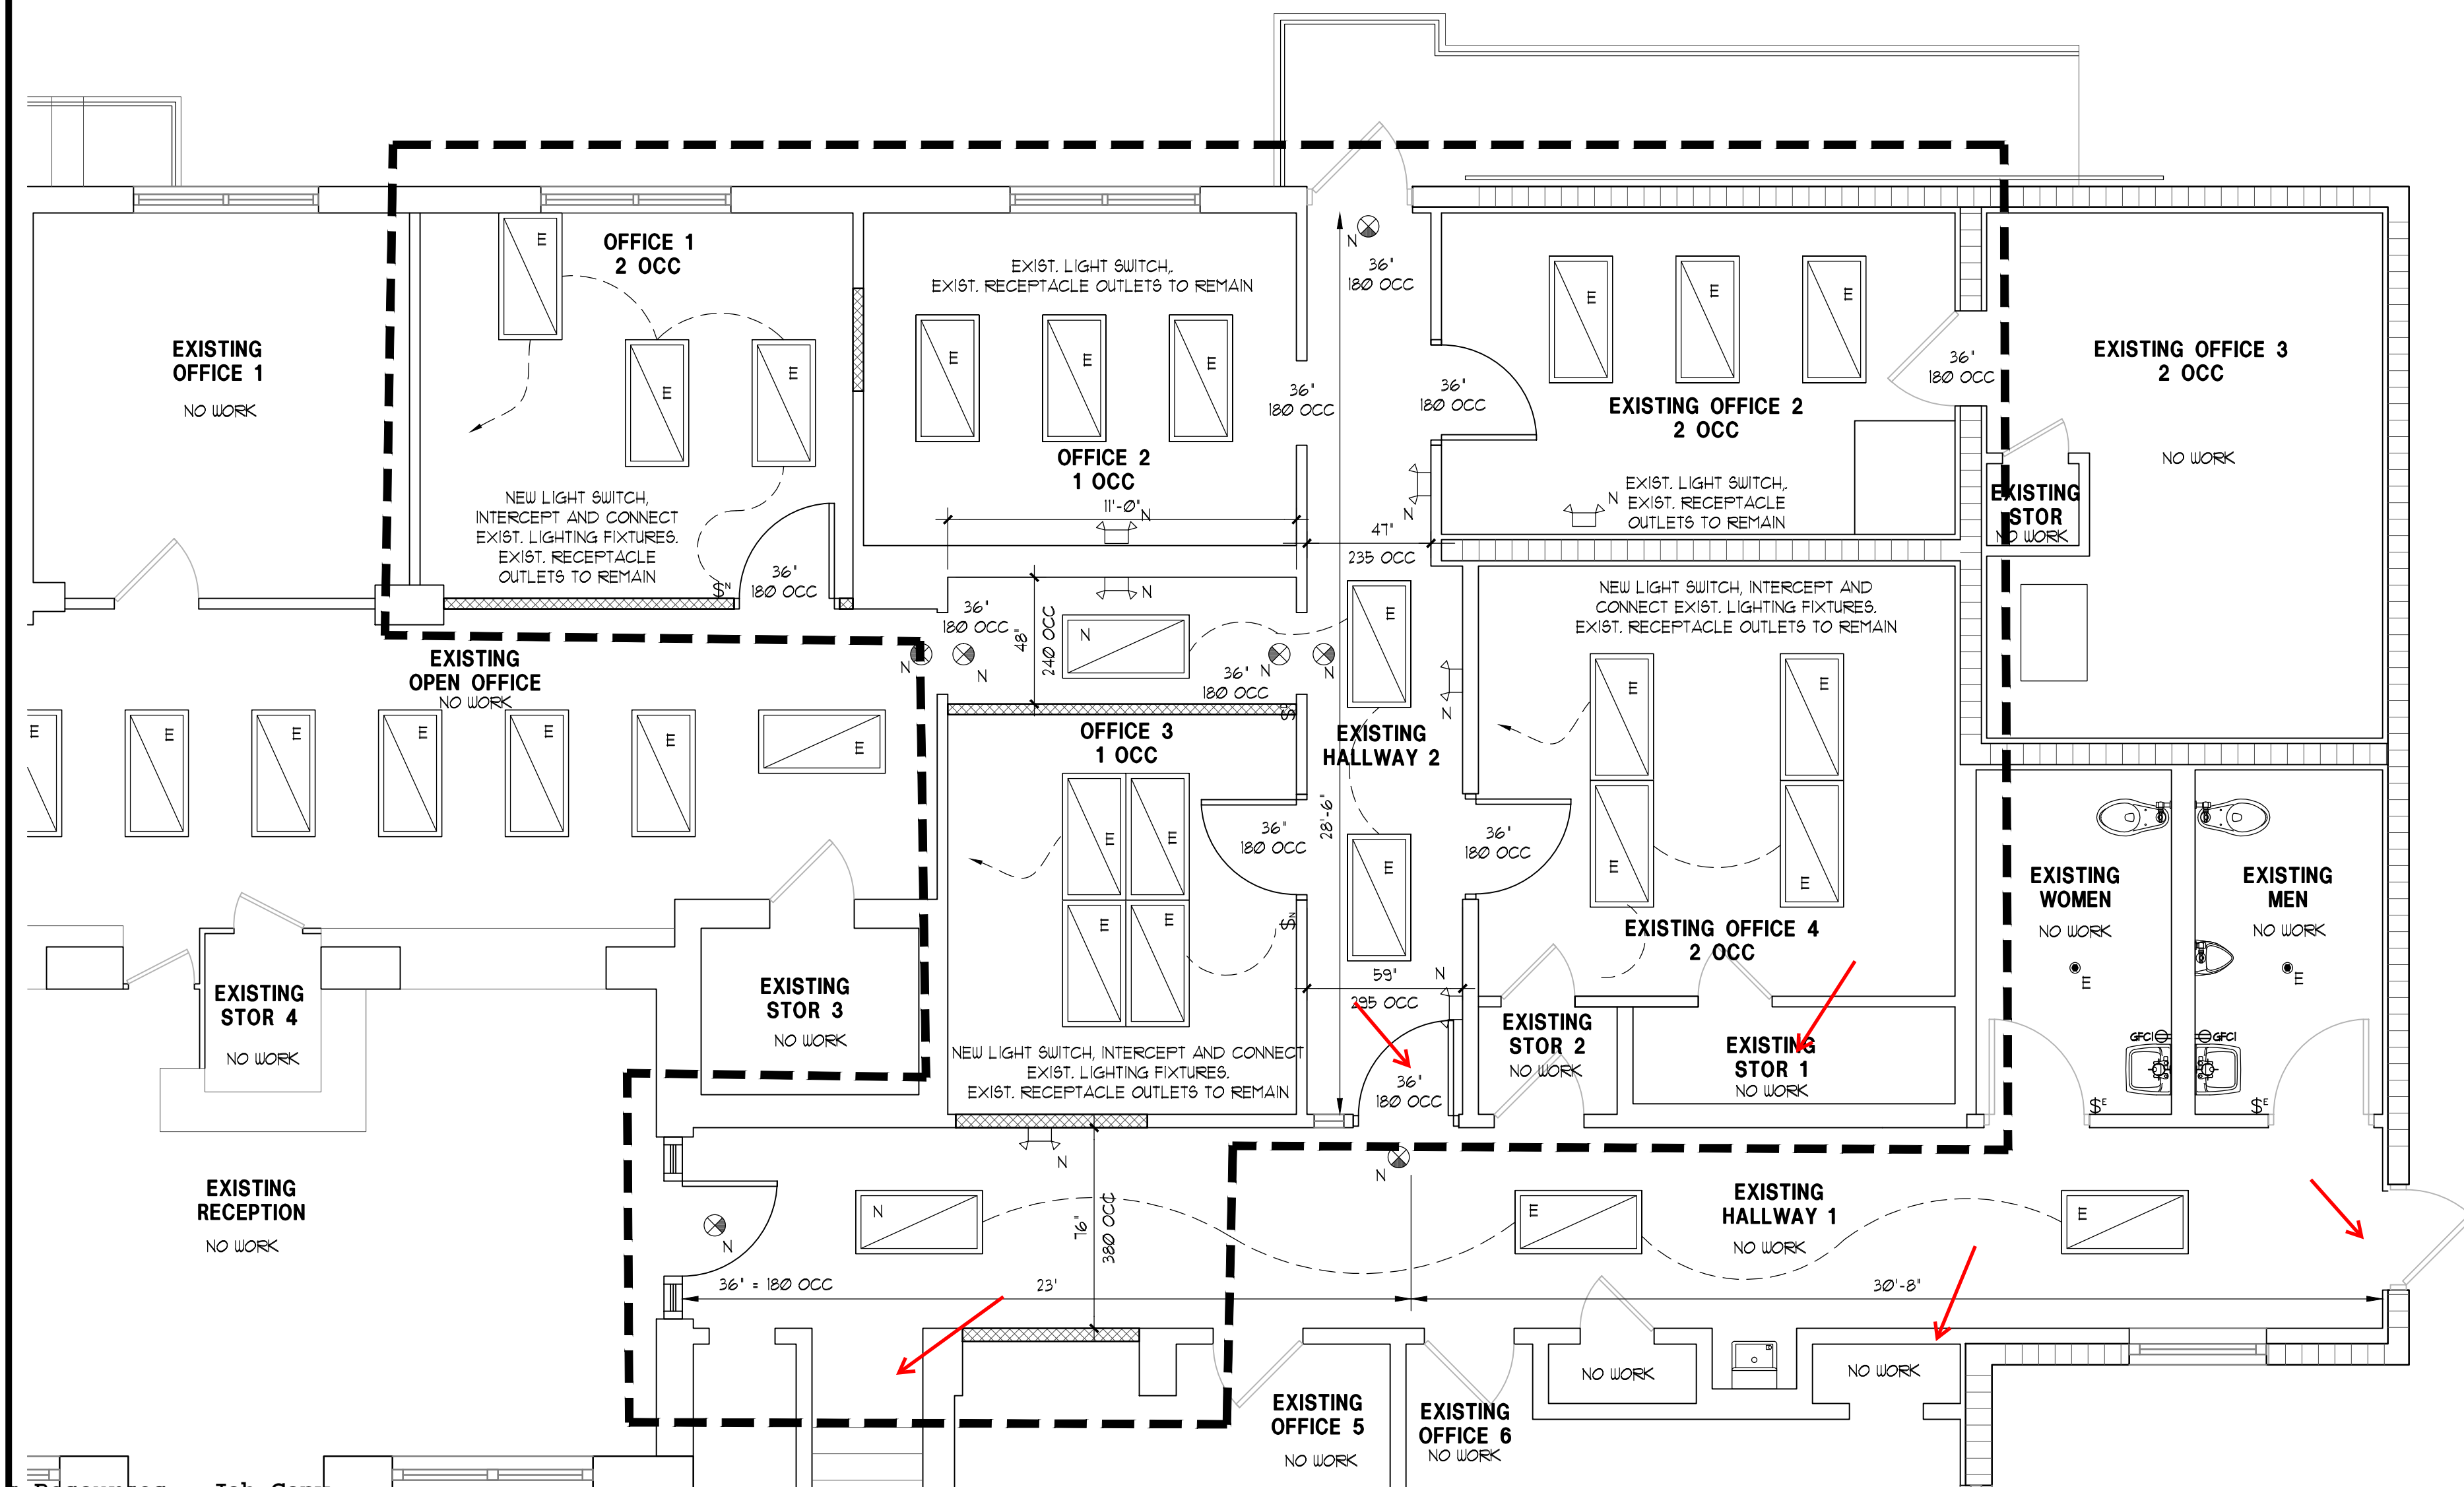 OFFICE 1
2 OCC
EXISTING
OFFICE 1
NO WORK
NEW LIGHT SWITCH,
INTERCEPT AND CONNECT
EXIST. LIGHTING FIXTURES.
EXIST. RECEPTACLE
OUTLETS TO REMAIN
E
E
E
$N
36"
180 OCC
EXIST. LIGHT SWITCH,.
EXIST. RECEPTACLE OUTLETS TO REMAIN
E
E
E
OFFICE 2
1 OCC
11'-0"
N
36"
180 OCC
N
36"
180 OCC
36"
180 OCC
E
E
E
EXISTING OFFICE 2
2 OCC
EXIST. LIGHT SWITCH,.
EXIST. RECEPTACLE
OUTLETS TO REMAIN
N
N
36"
180 OCC
EXISTING OFFICE 3
2 OCC
NO WORK
EXISTING
STOR
NO WORK
47"
235 OCC
EXISTING
OPEN OFFICE
NO WORK
E
E
E
E
E
E
E
36"
180 OCC
48"
240 OCC
N
N
N
N
36"
180 OCC
N
N
$E
E
EXISTING
HALLWAY 2
28'-6"
E
N
NEW LIGHT SWITCH, INTERCEPT AND
CONNECT EXIST. LIGHTING FIXTURES.
EXIST. RECEPTACLE OUTLETS TO REMAIN
E
E
E
E
EXISTING OFFICE 4
2 OCC
OFFICE 3
1 OCC
E
E
E
E
36"
180 OCC
$N
36"
180 OCC
NEW LIGHT SWITCH, INTERCEPT AND CONNECT
EXIST. LIGHTING FIXTURES.
EXIST. RECEPTACLE OUTLETS TO REMAIN
59"
295 OCC
N
36"
180 OCC
EXISTING
STOR 4
NO WORK
EXISTING
STOR 3
NO WORK
EXISTING
STOR 2
NO WORK
EXISTING
STOR 1
NO WORK
EXISTING
WOMEN
NO WORK
E
GFCI
$E
EXISTING
MEN
NO WORK
E
GFCI
$E
EXISTING
RECEPTION
NO WORK
N
N
N
N
76"
380 OCC
36" = 180 OCC
23'
E
EXISTING
HALLWAY 1
NO WORK
E
30'-8"
EXISTING
OFFICE 5
NO WORK
EXISTING
OFFICE 6
NO WORK
NO WORK
NO WORK